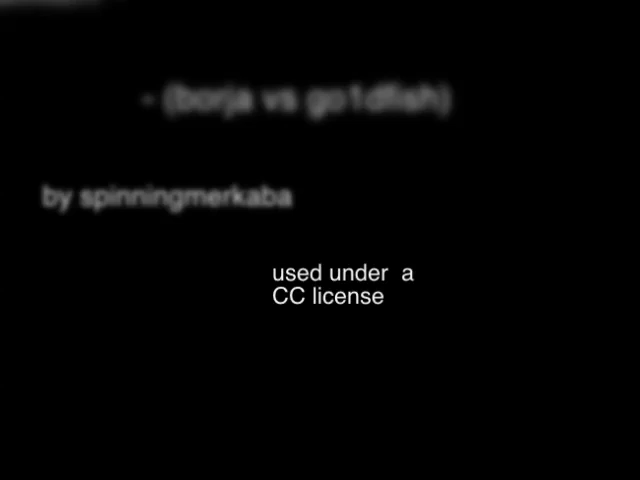 - (borja vs go1dfish)
by spinningmerkaba
used under  a
CC license